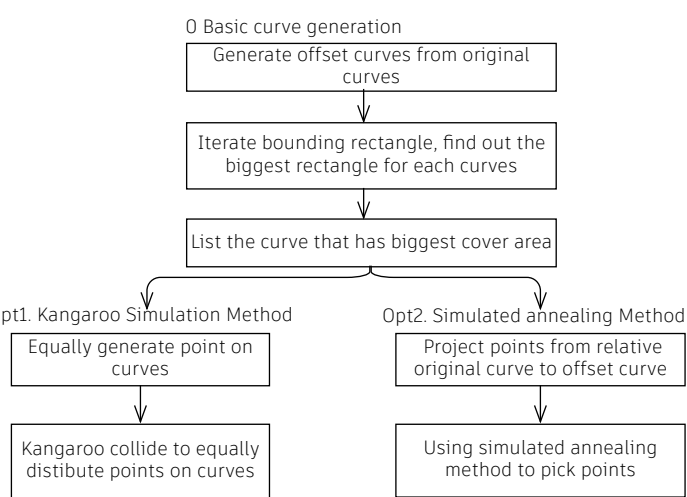 0 Basic curve generation
Generate offset curves from original
curves
Iterate bounding rectangle, find out the
biggest rectangle for each curves
List the curve that has biggest cover area
pt1. Kangaroo Simulation Method
Opt2. Simulated annealing Method
Equally generate point on
curves
Project points from relative
original curve to offset curve
Kangaroo collide to equally
distibute points on curves
Using simulated annealing
method to pick points